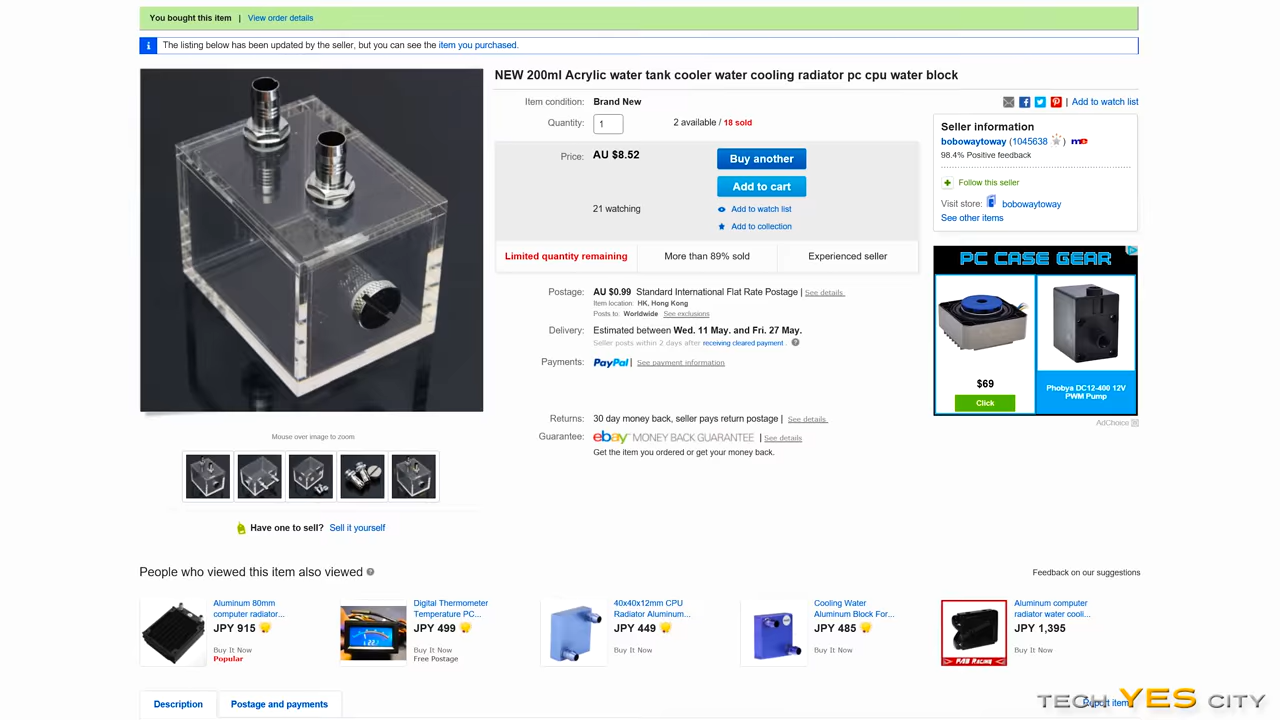 You bought this item | View order details
The listing below has been updated by the seller, but you can see the item you purchased.
NEW 200ml Acrylic water tank cooler water cooling radiator pc cpu water block
Item condition: Brand New
Quantity: 1 2 available / 18 sold
Price: AU $8.52
Buy another
Add to cart
21 watching
Add to watch list
Add to collection
Limited quantity remaining
More than 89% sold
Experienced seller
Postage: AU $0.99 Standard International Flat Rate Postage | See details
Item location: HK, Hong Kong
Posts to: Worldwide See exclusions
Delivery: Estimated between Wed. 11 May. and Fri. 27 May.
Seller posts within 2 days after receiving cleared payment. ?
Payments: PayPal | See payment information
Returns: 30 day money back, seller pays return postage | See details
Guarantee: ebay MONEY BACK GUARANTEE | See details
Get the item you ordered or get your money back.
| Add to watch list
Seller information
bobowaytoway (1045638 ) me
98.4% Positive feedback
Follow this seller
Visit store: bobowaytoway
See other items
PC CASE GEAR
$69
Click
Phobya DC12-400 12V
PWM Pump
AdChoice
Mouse over image to zoom
Have one to sell? Sell it yourself
People who viewed this item also viewed ?
Feedback on our suggestions
Aluminum 80mm
computer radiator...
JPY 915
Buy It Now
Popular
Digital Thermometer
Temperature PC...
JPY 499
Buy It Now
Free Postage
40x40x12mm CPU
Radiator Aluminum...
JPY 449
Buy It Now
Cooling Water
Aluminum Block For...
JPY 485
Buy It Now
FAB Racing
Aluminum computer
radiator water cooli...
JPY 1,395
Buy It Now
Description
Postage and payments
Report item
TECH YES CITY